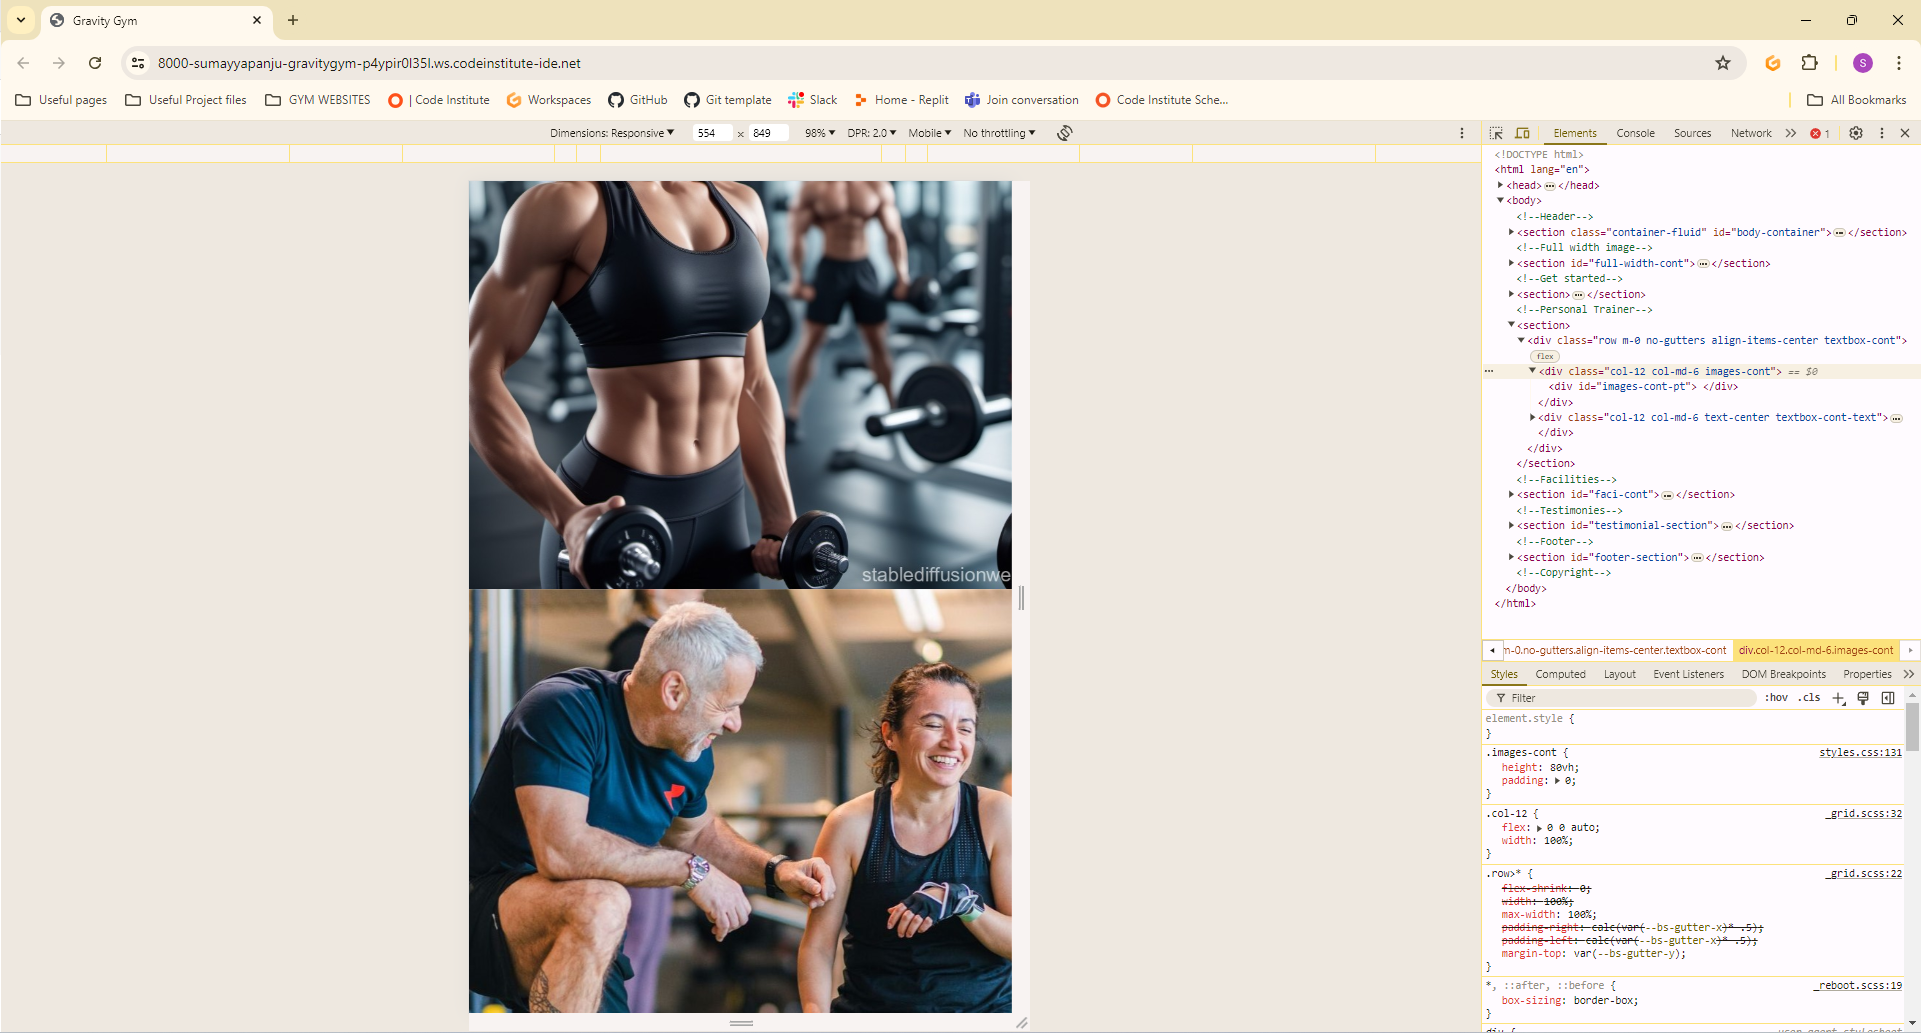 Gravity Gym
8000-sumayyapanju-gravitygym-p4ypir0l35l.ws.codeinstitute-ide.net
Useful pages Useful Project files GYM WEBSITES | Code Institute Workspaces GitHub Git template Slack Home - Replit Join conversation Code Institute Sche... All Bookmarks
Dimensions: Responsive 554 x 849 98% DPR: 2.0 Mobile No throttling
Elements Console Sources Network 1
<!DOCTYPE html>
<html lang="en">
<head> </head>
<body>
<!--Header-->
<section class="container-fluid" id="body-container"> </section>
<!--Full width image-->
<section id="full-width-cont"> </section>
<!--Get started-->
<section> </section>
<!--Personal Trainer-->
<section>
<div class="row m-0 no-gutters align-items-center textbox-cont">
flex
<div class="col-12 col-md-6 images-cont"> == $0
<div id="images-cont-pt"> </div>
</div>
<div class="col-12 col-md-6 text-center textbox-cont-text">
</div>
</div>
</section>
<!--Facilities-->
<section id="faci-cont"> </section>
<!--Testimonies-->
<section id="testimonial-section"> </section>
<!--Footer-->
<section id="footer-section"> </section>
<!--Copyright-->
</body>
</html>
m-0.no-gutters.align-items-center.textbox-cont div.col-12.col-md-6.images-cont
Styles Computed Layout Event Listeners DOM Breakpoints Properties
Filter :hov .cls
element.style {
}
.images-cont { styles.css:131
height: 80vh;
padding: 0;
}
.col-12 { _grid.scss:32
flex: 0 0 auto;
width: 100%;
}
.row>* { _grid.scss:22
flex-shrink: 0;
width: 100%;
max-width: 100%;
padding-right: calc(var(--bs-gutter-x)* .5);
padding-left: calc(var(--bs-gutter-x)* .5);
margin-top: var(--bs-gutter-y);
}
*, ::after, ::before { _reboot.scss:19
box-sizing: border-box;
}
div { user agent stylesheet
stablediffusionwe
S